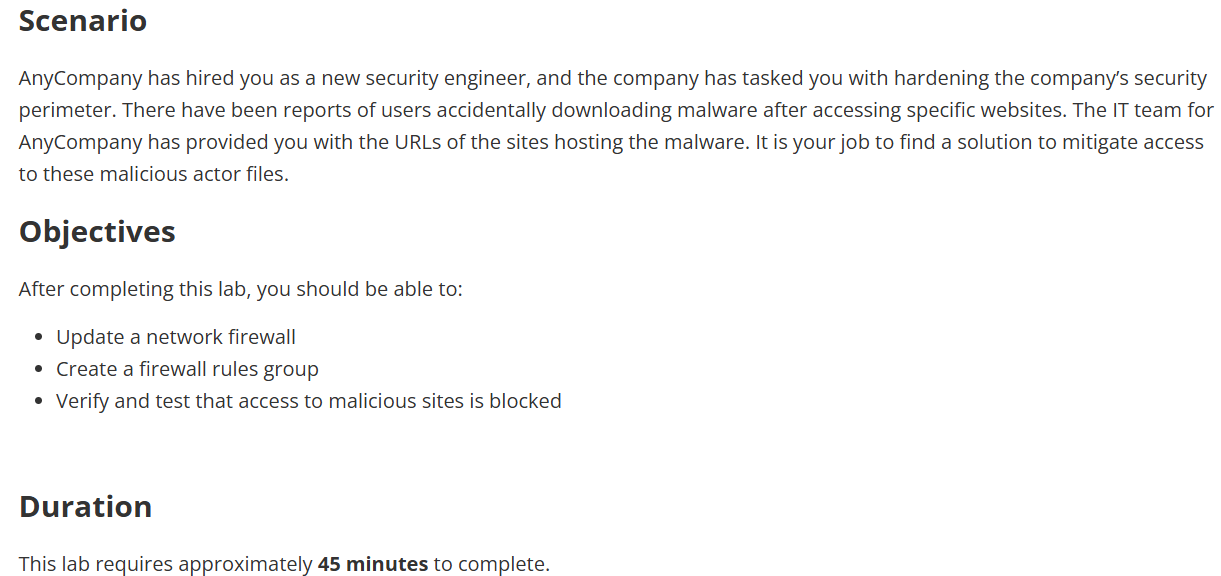 Scenario
AnyCompany has hired you as a new security engineer, and the company has tasked you with hardening the company’s security
perimeter. There have been reports of users accidentally downloading malware after accessing specific websites. The IT team for
AnyCompany has provided you with the URLs of the sites hosting the malware. It is your job to find a solution to mitigate access
to these malicious actor files.
Objectives
After completing this lab, you should be able to:
• Update a network firewall
• Create a firewall rules group
• Verify and test that access to malicious sites is blocked
Duration
This lab requires approximately 45 minutes to complete.